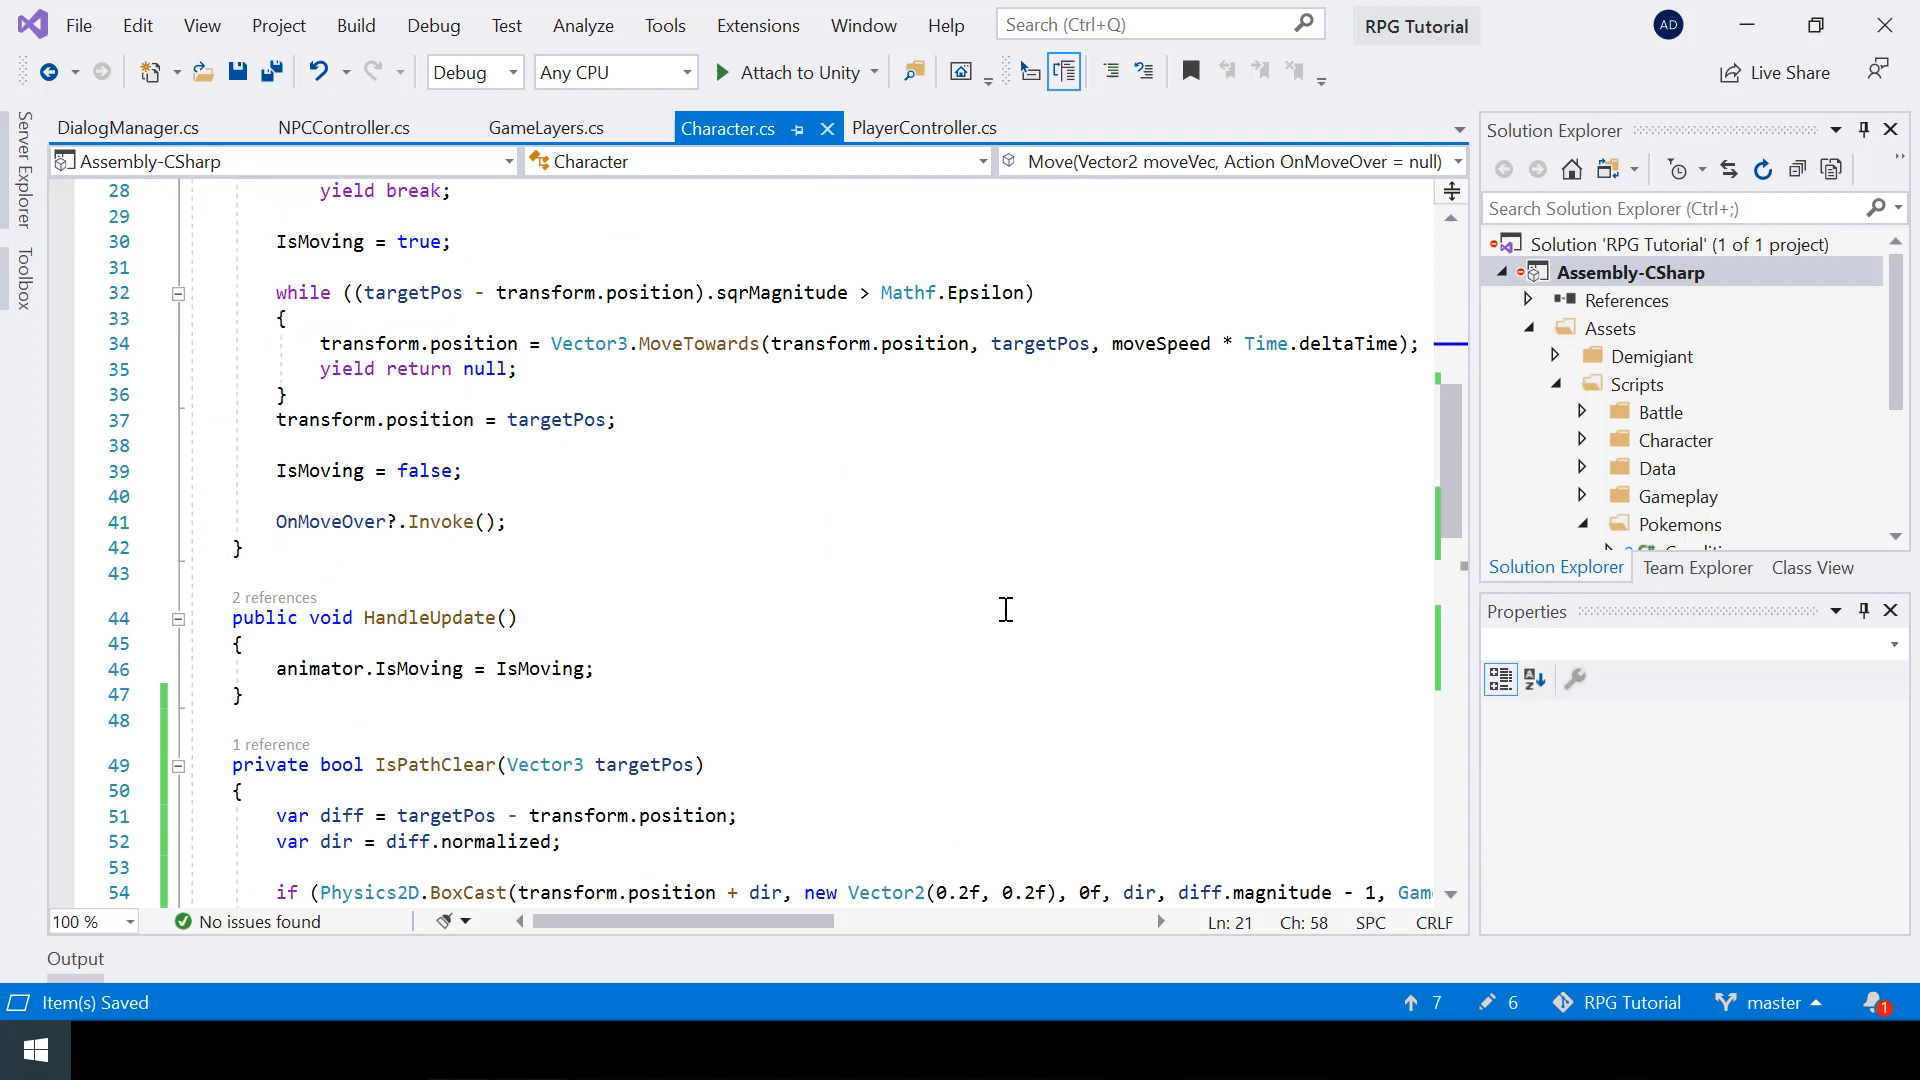 File Edit View Project Build Debug Test Analyze Tools Extensions Window Help Search (Ctrl+Q) RPG Tutorial AD
Debug Any CPU Attach to Unity Live Share
Server Explorer
Toolbox
DialogManager.cs NPCController.cs GameLayers.cs Character.cs PlayerController.cs
Assembly-CSharp Character Move(Vector2 moveVec, Action OnMoveOver = null)
28 yield break;
29
30 IsMoving = true;
31
32 while ((targetPos - transform.position).sqrMagnitude > Mathf.Epsilon)
33 {
34 transform.position = Vector3.MoveTowards(transform.position, targetPos, moveSpeed * Time.deltaTime);
35 yield return null;
36 }
37 transform.position = targetPos;
38
39 IsMoving = false;
40
41 OnMoveOver?.Invoke();
42 }
43
2 references
44 public void HandleUpdate()
45 {
46 animator.IsMoving = IsMoving;
47 }
48
1 reference
49 private bool IsPathClear(Vector3 targetPos)
50 {
51 var diff = targetPos - transform.position;
52 var dir = diff.normalized;
53
54 if (Physics2D.BoxCast(transform.position + dir, new Vector2(0.2f, 0.2f), 0f, dir, diff.magnitude - 1, Gam
100 % No issues found Ln: 21 Ch: 58 SPC CRLF
Solution Explorer
Search Solution Explorer (Ctrl+;)
Solution 'RPG Tutorial' (1 of 1 project)
Assembly-CSharp
References
Assets
Demigiant
Scripts
Battle
Character
Data
Gameplay
Pokemons
Solution Explorer Team Explorer Class View
Properties
Output
Item(s) Saved 7 6 RPG Tutorial master 1